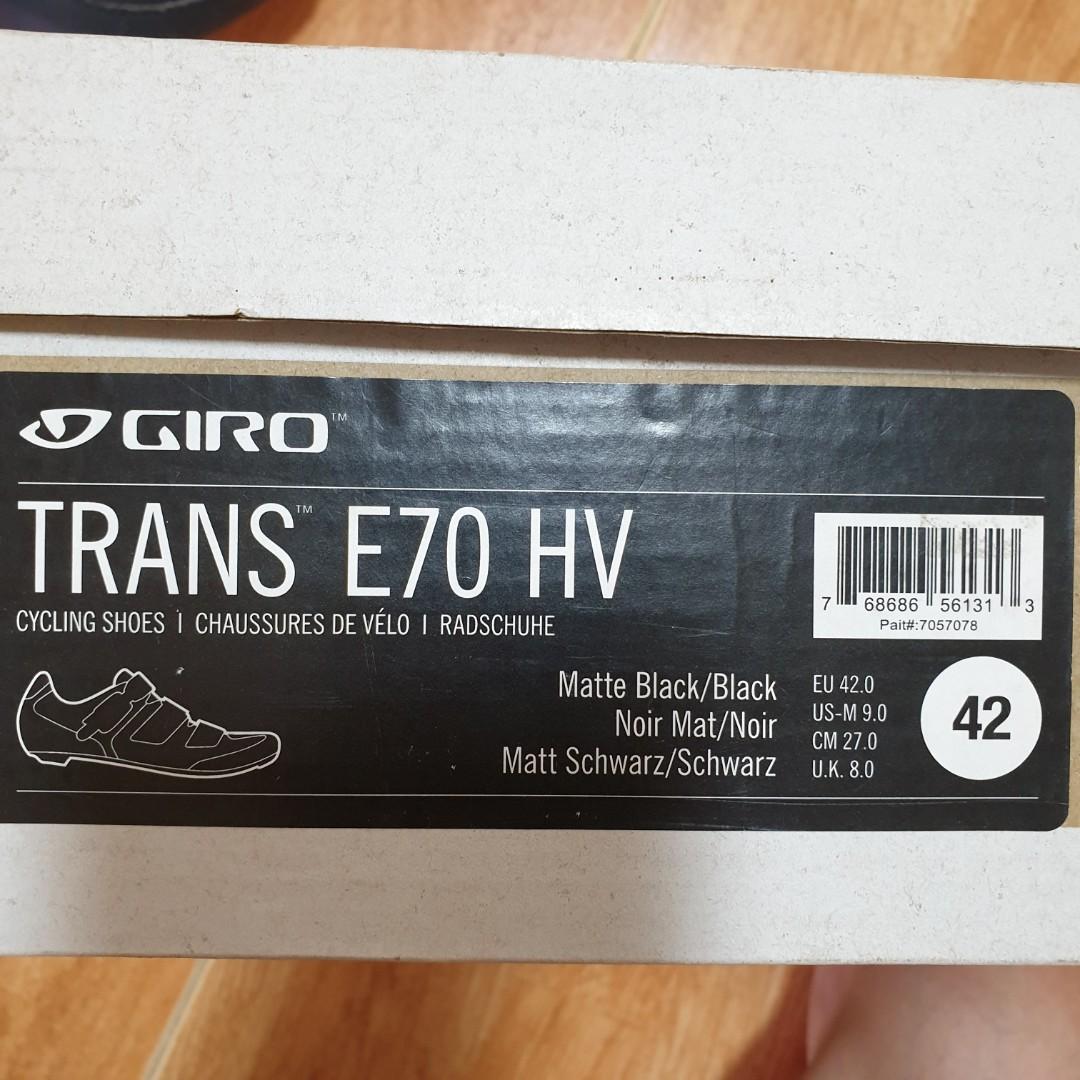 GIRO™
TRANS™ E70 HV
CYCLING SHOES | CHAUSSURES DE VÉLO | RADSCHUHE
7 68686 56131 3
Pait#:7057078
Matte Black/Black
Noir Mat/Noir
Matt Schwarz/Schwarz
EU 42.0
US-M 9.0
CM 27.0
U.K. 8.0
42